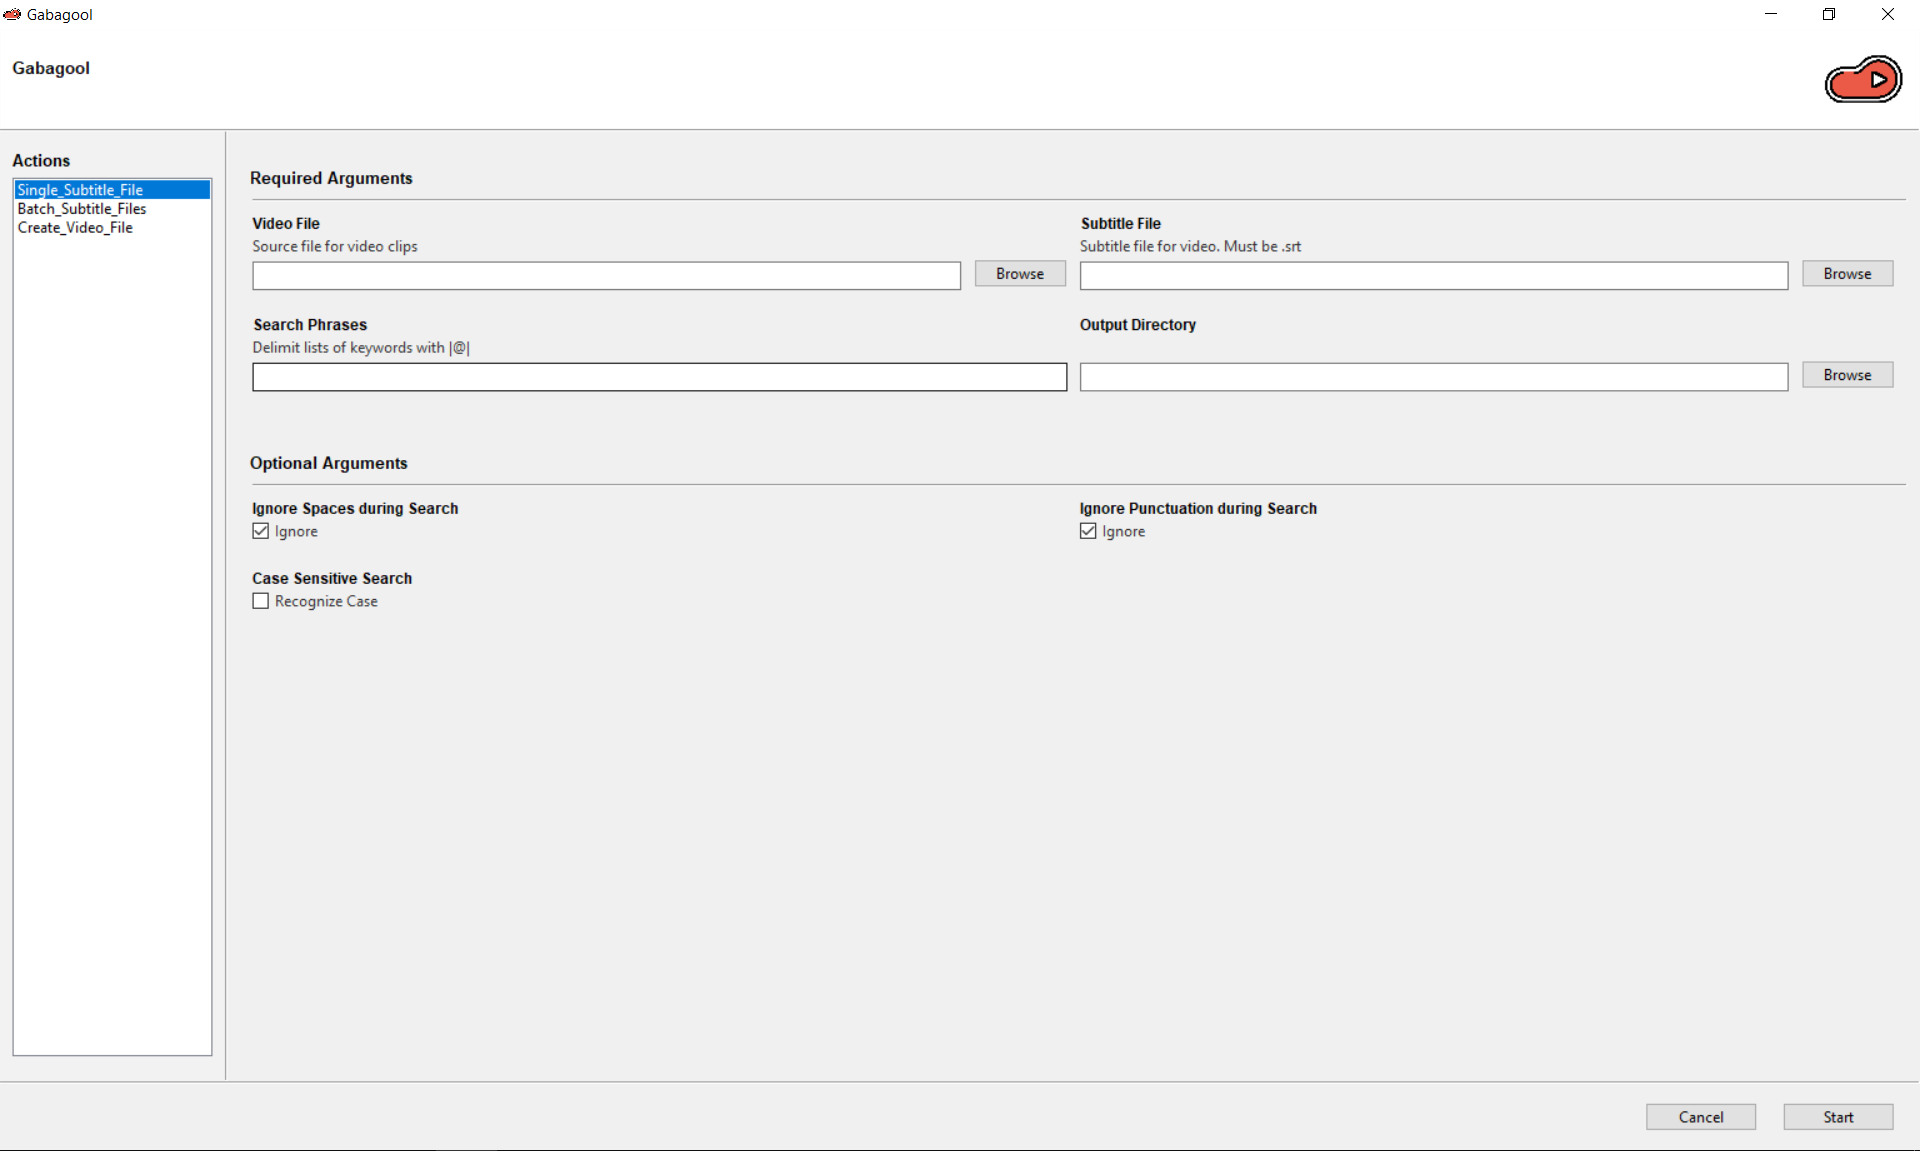 Gabagool
Gabagool
Actions
Single_Subtitle_File
Batch_Subtitle_Files
Create_Video_File
Required Arguments
Video File
Source file for video clips
Browse
Subtitle File
Subtitle file for video. Must be .srt
Browse
Search Phrases
Delimit lists of keywords with |@|
Output Directory
Browse
Optional Arguments
Ignore Spaces during Search
Ignore
Ignore Punctuation during Search
Ignore
Case Sensitive Search
Recognize Case
Cancel
Start